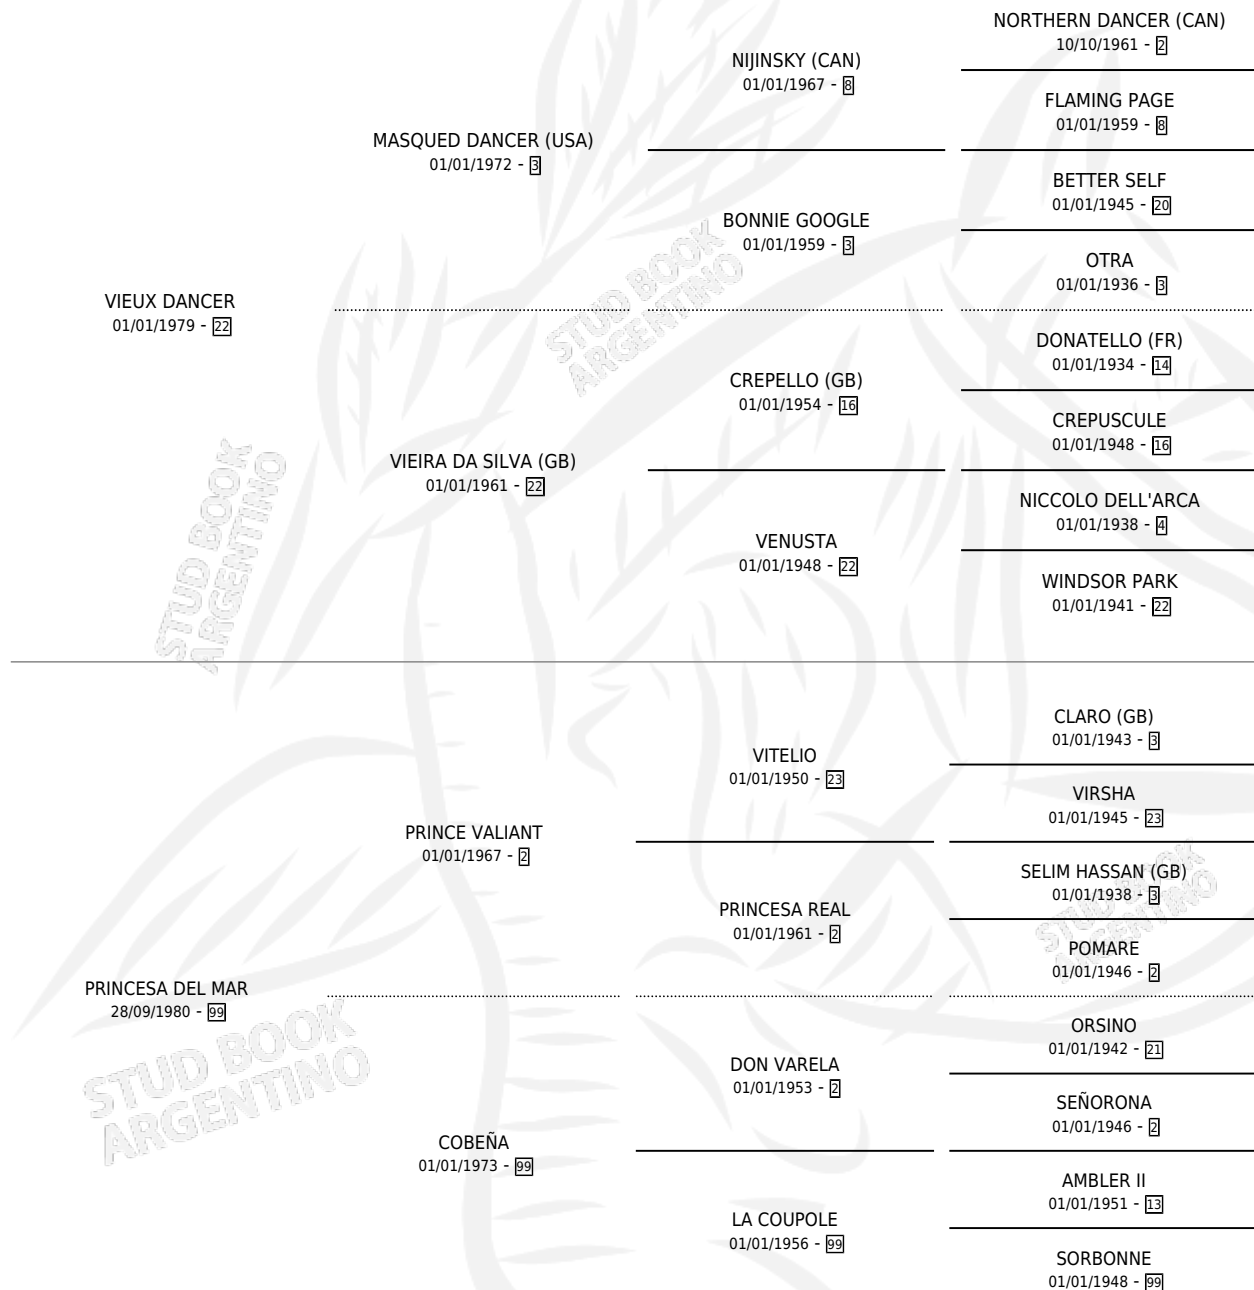 NORTHERN DANCER (CAN)
10/10/1961 - 2
NIJINSKY (CAN)
01/01/1967 - 8
FLAMING PAGE
01/01/1959 - 8
MASQUED DANCER (USA)
01/01/1972 - 3
BETTER SELF
01/01/1945 - 20
BONNIE GOOGLE
01/01/1959 - 3
OTRA
01/01/1936 - 3
VIEUX DANCER
01/01/1979 - 22
DONATELLO (FR)
01/01/1934 - 14
CREPELLO (GB)
01/01/1954 - 16
CREPUSCULE
01/01/1948 - 16
VIEIRA DA SILVA (GB)
01/01/1961 - 22
NICCOLO DELL'ARCA
01/01/1938 - 4
VENUSTA
01/01/1948 - 22
WINDSOR PARK
01/01/1941 - 22
CLARO (GB)
01/01/1943 - 3
VITELIO
01/01/1950 - 23
VIRSHA
01/01/1945 - 23
PRINCE VALIANT
01/01/1967 - 2
SELIM HASSAN (GB)
01/01/1938 - 3
PRINCESA REAL
01/01/1961 - 2
POMARE
01/01/1946 - 2
PRINCESA DEL MAR
28/09/1980 - 99
ORSINO
01/01/1942 - 21
DON VARELA
01/01/1953 - 2
SEÑORONA
01/01/1946 - 2
COBEÑA
01/01/1973 - 99
AMBLER II
01/01/1951 - 13
LA COUPOLE
01/01/1956 - 99
SORBONNE
01/01/1948 - 99
STUD BOOK
ARGENTINO
STUD BOOK
ARGENTINO
STUD BOOK
ARGENTINO
STUD BOOK
ARGENTINO